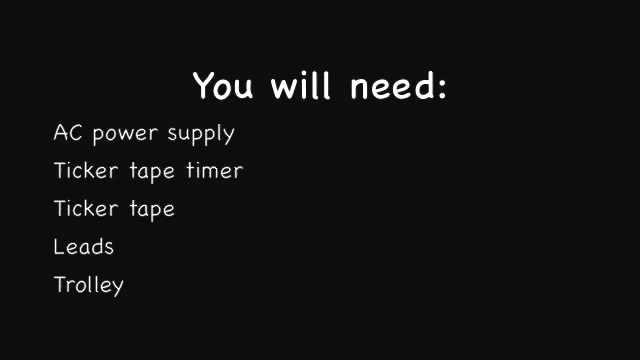 You will need:
AC power supply
Ticker tape timer
Ticker tape
Leads
Trolley